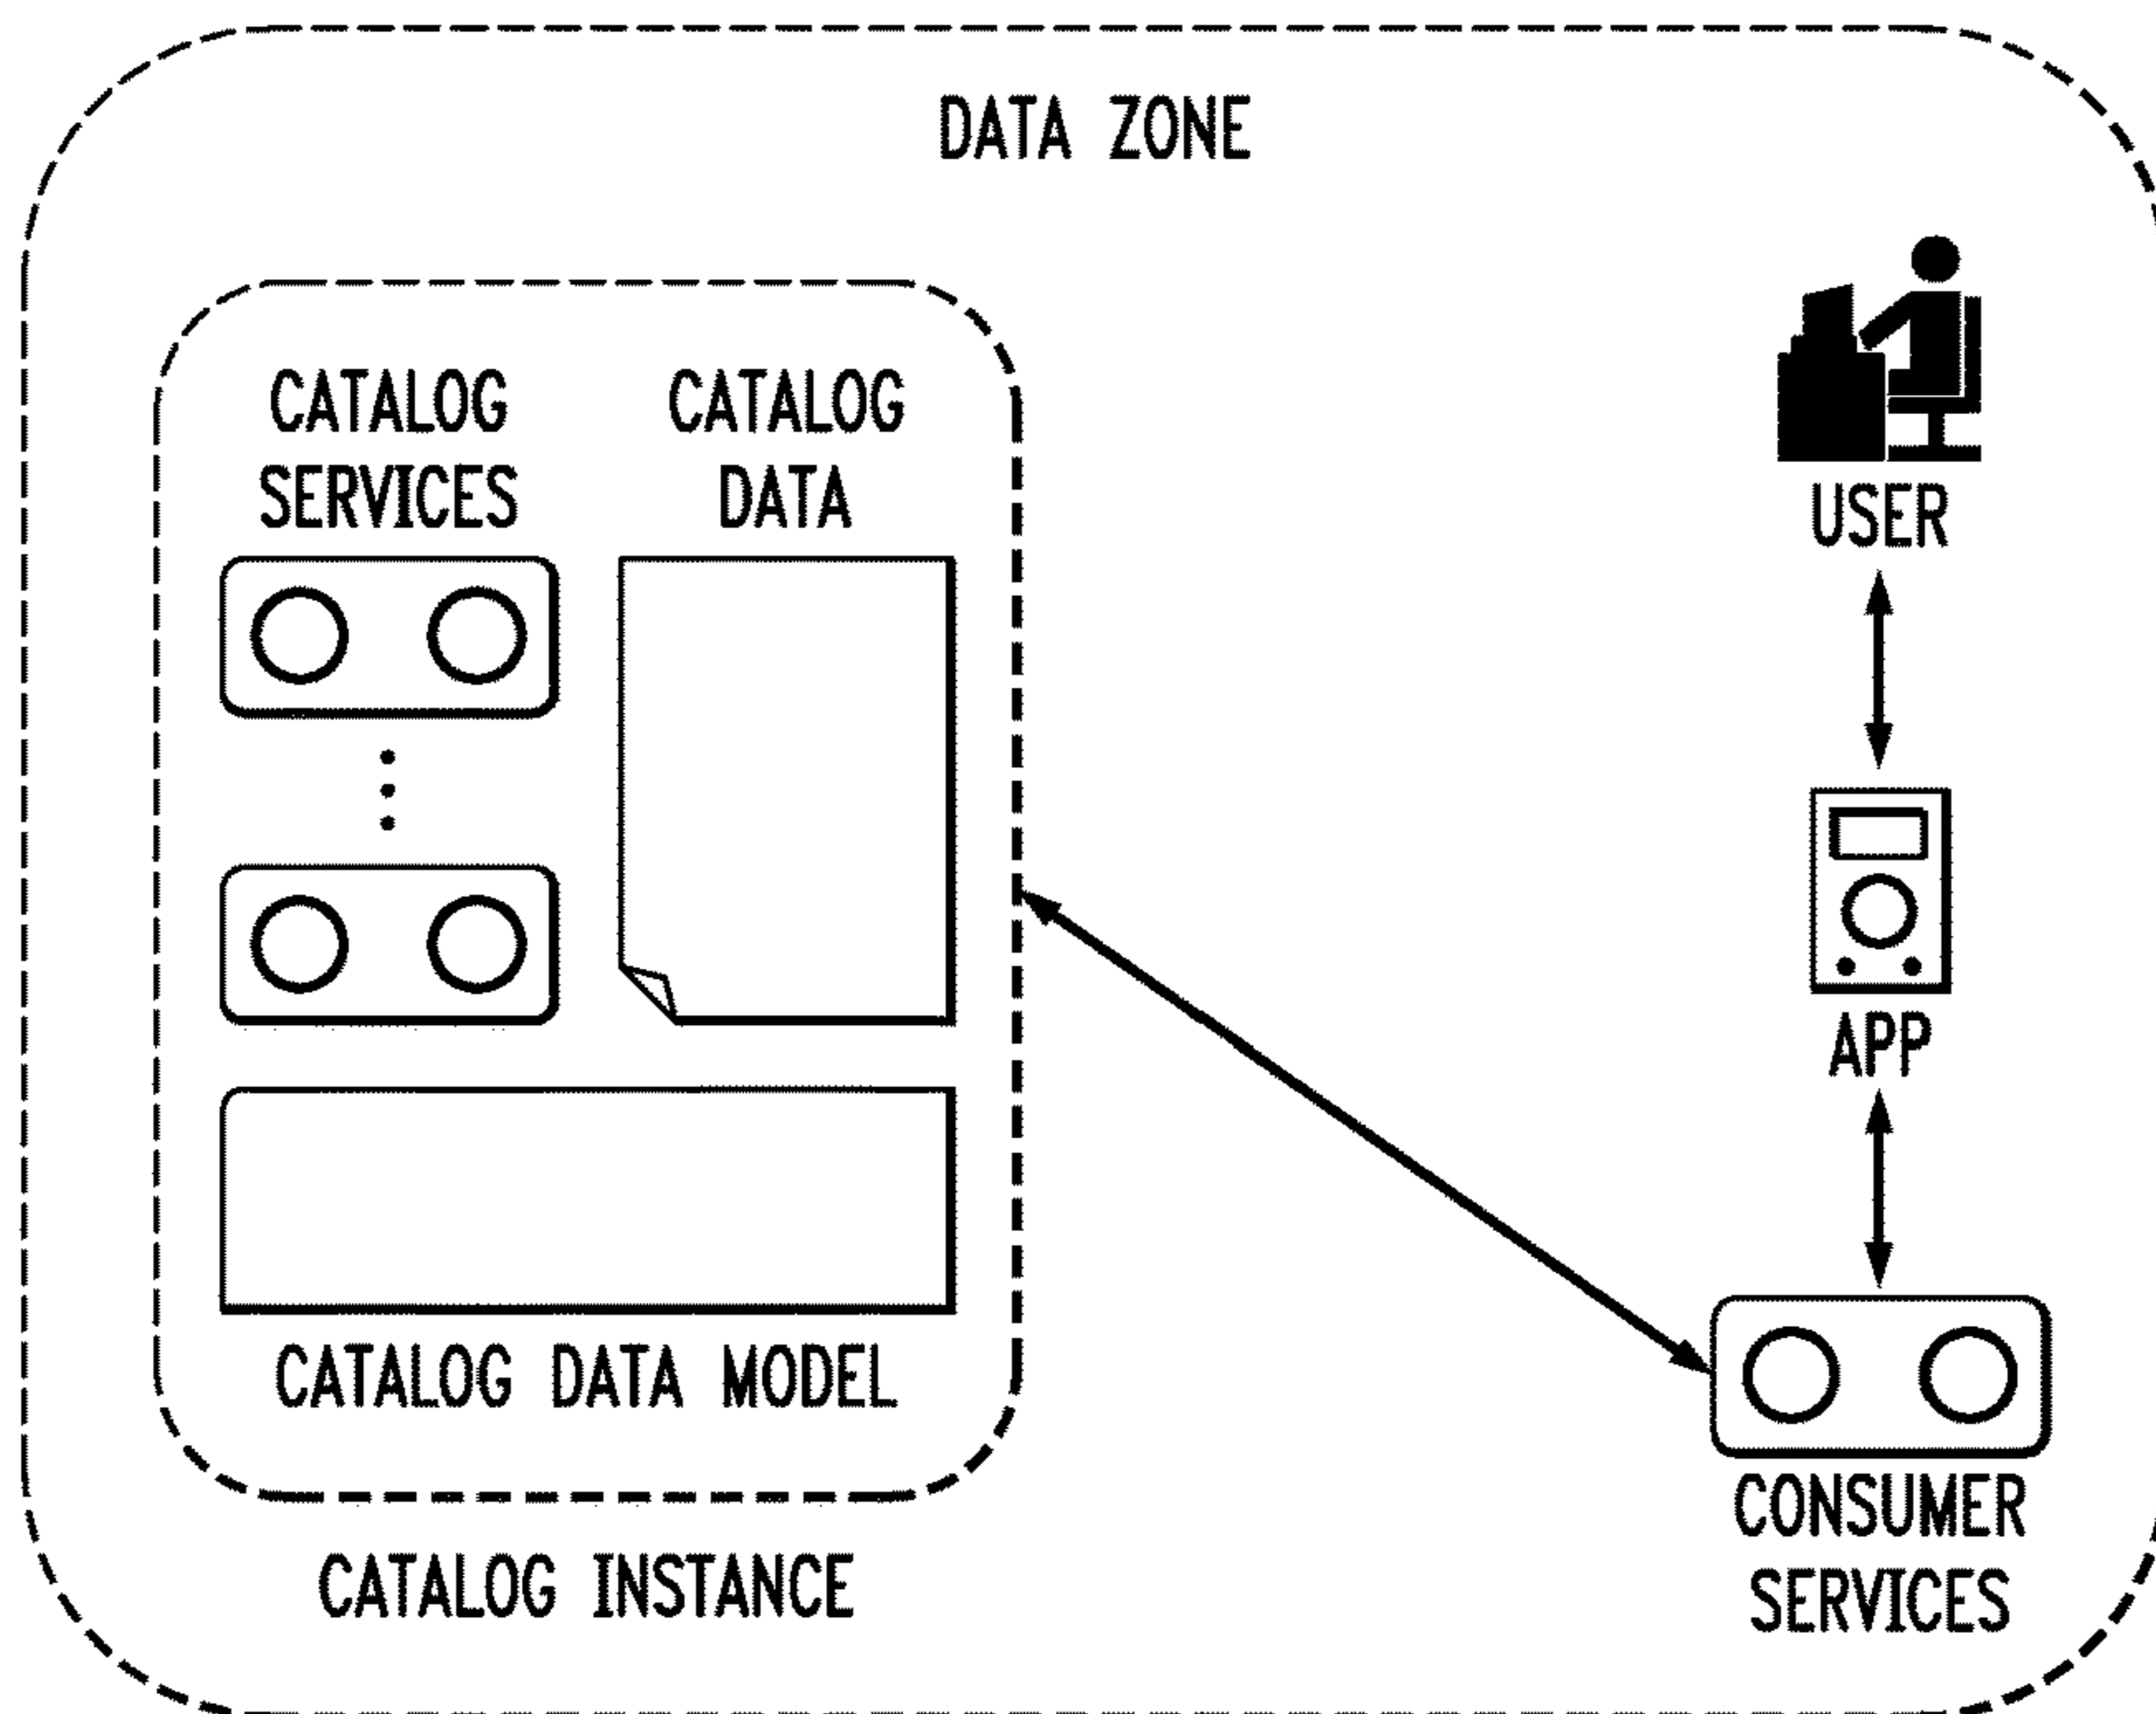 DATA ZONE
CATALOG
SERVICES
CATALOG
DATA
CATALOG DATA MODEL
CATALOG INSTANCE
USER
APP
CONSUMER
SERVICES